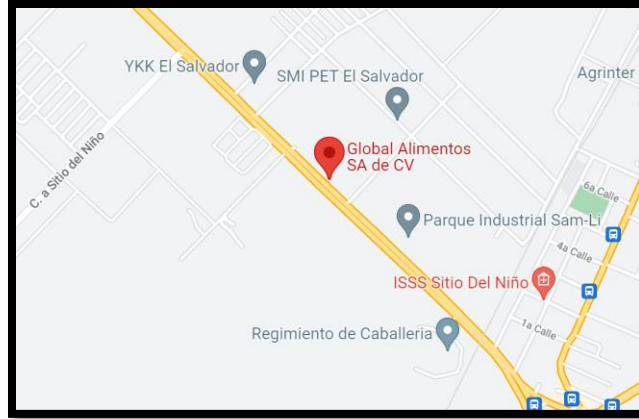 YKK El Salvador
SMI PET El Salvador
Agrinter
Global Alimentos
SA de CV
C. a Sitio del Niño
6a Calle
Parque Industrial Sam-Li
4a Calle
ISSS Sitio Del Niño
1a Calle
Regimiento de Caballeria